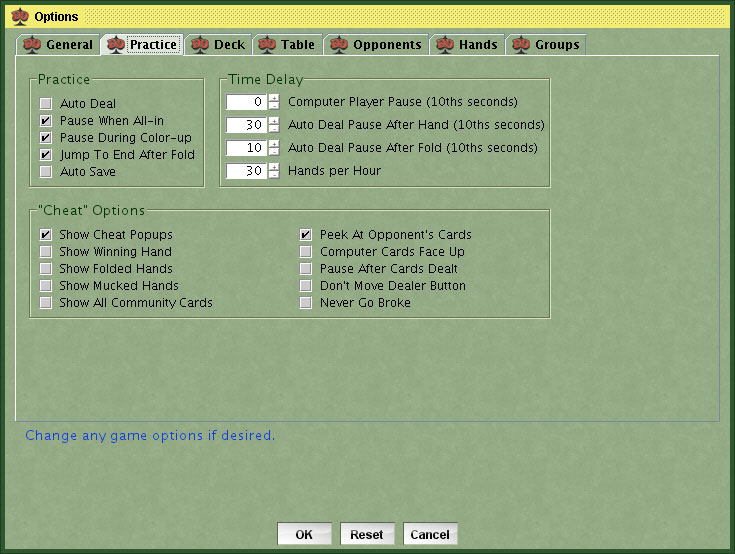 Options
General Practice Deck Table Opponents Hands Groups
Practice
Auto Deal
Pause When All-in
Pause During Color-up
Jump To End After Fold
Auto Save
Time Delay
0 Computer Player Pause (10ths seconds)
30 Auto Deal Pause After Hand (10ths seconds)
10 Auto Deal Pause After Fold (10ths seconds)
30 Hands per Hour
"Cheat" Options
Show Cheat Popups
Show Winning Hand
Show Folded Hands
Show Mucked Hands
Show All Community Cards
Peek At Opponent's Cards
Computer Cards Face Up
Pause After Cards Dealt
Don't Move Dealer Button
Never Go Broke
Change any game options if desired.
OK Reset Cancel